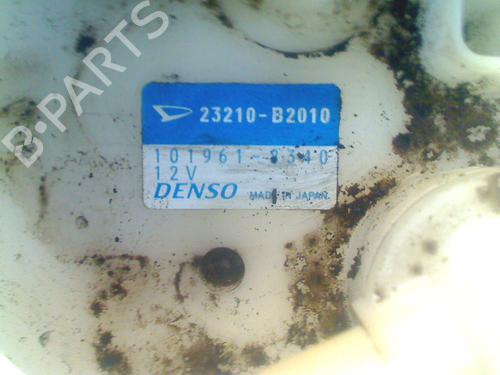 B-PARTS
23210-B2010
101961-8340
12V
DENSO MADE IN JAPAN.